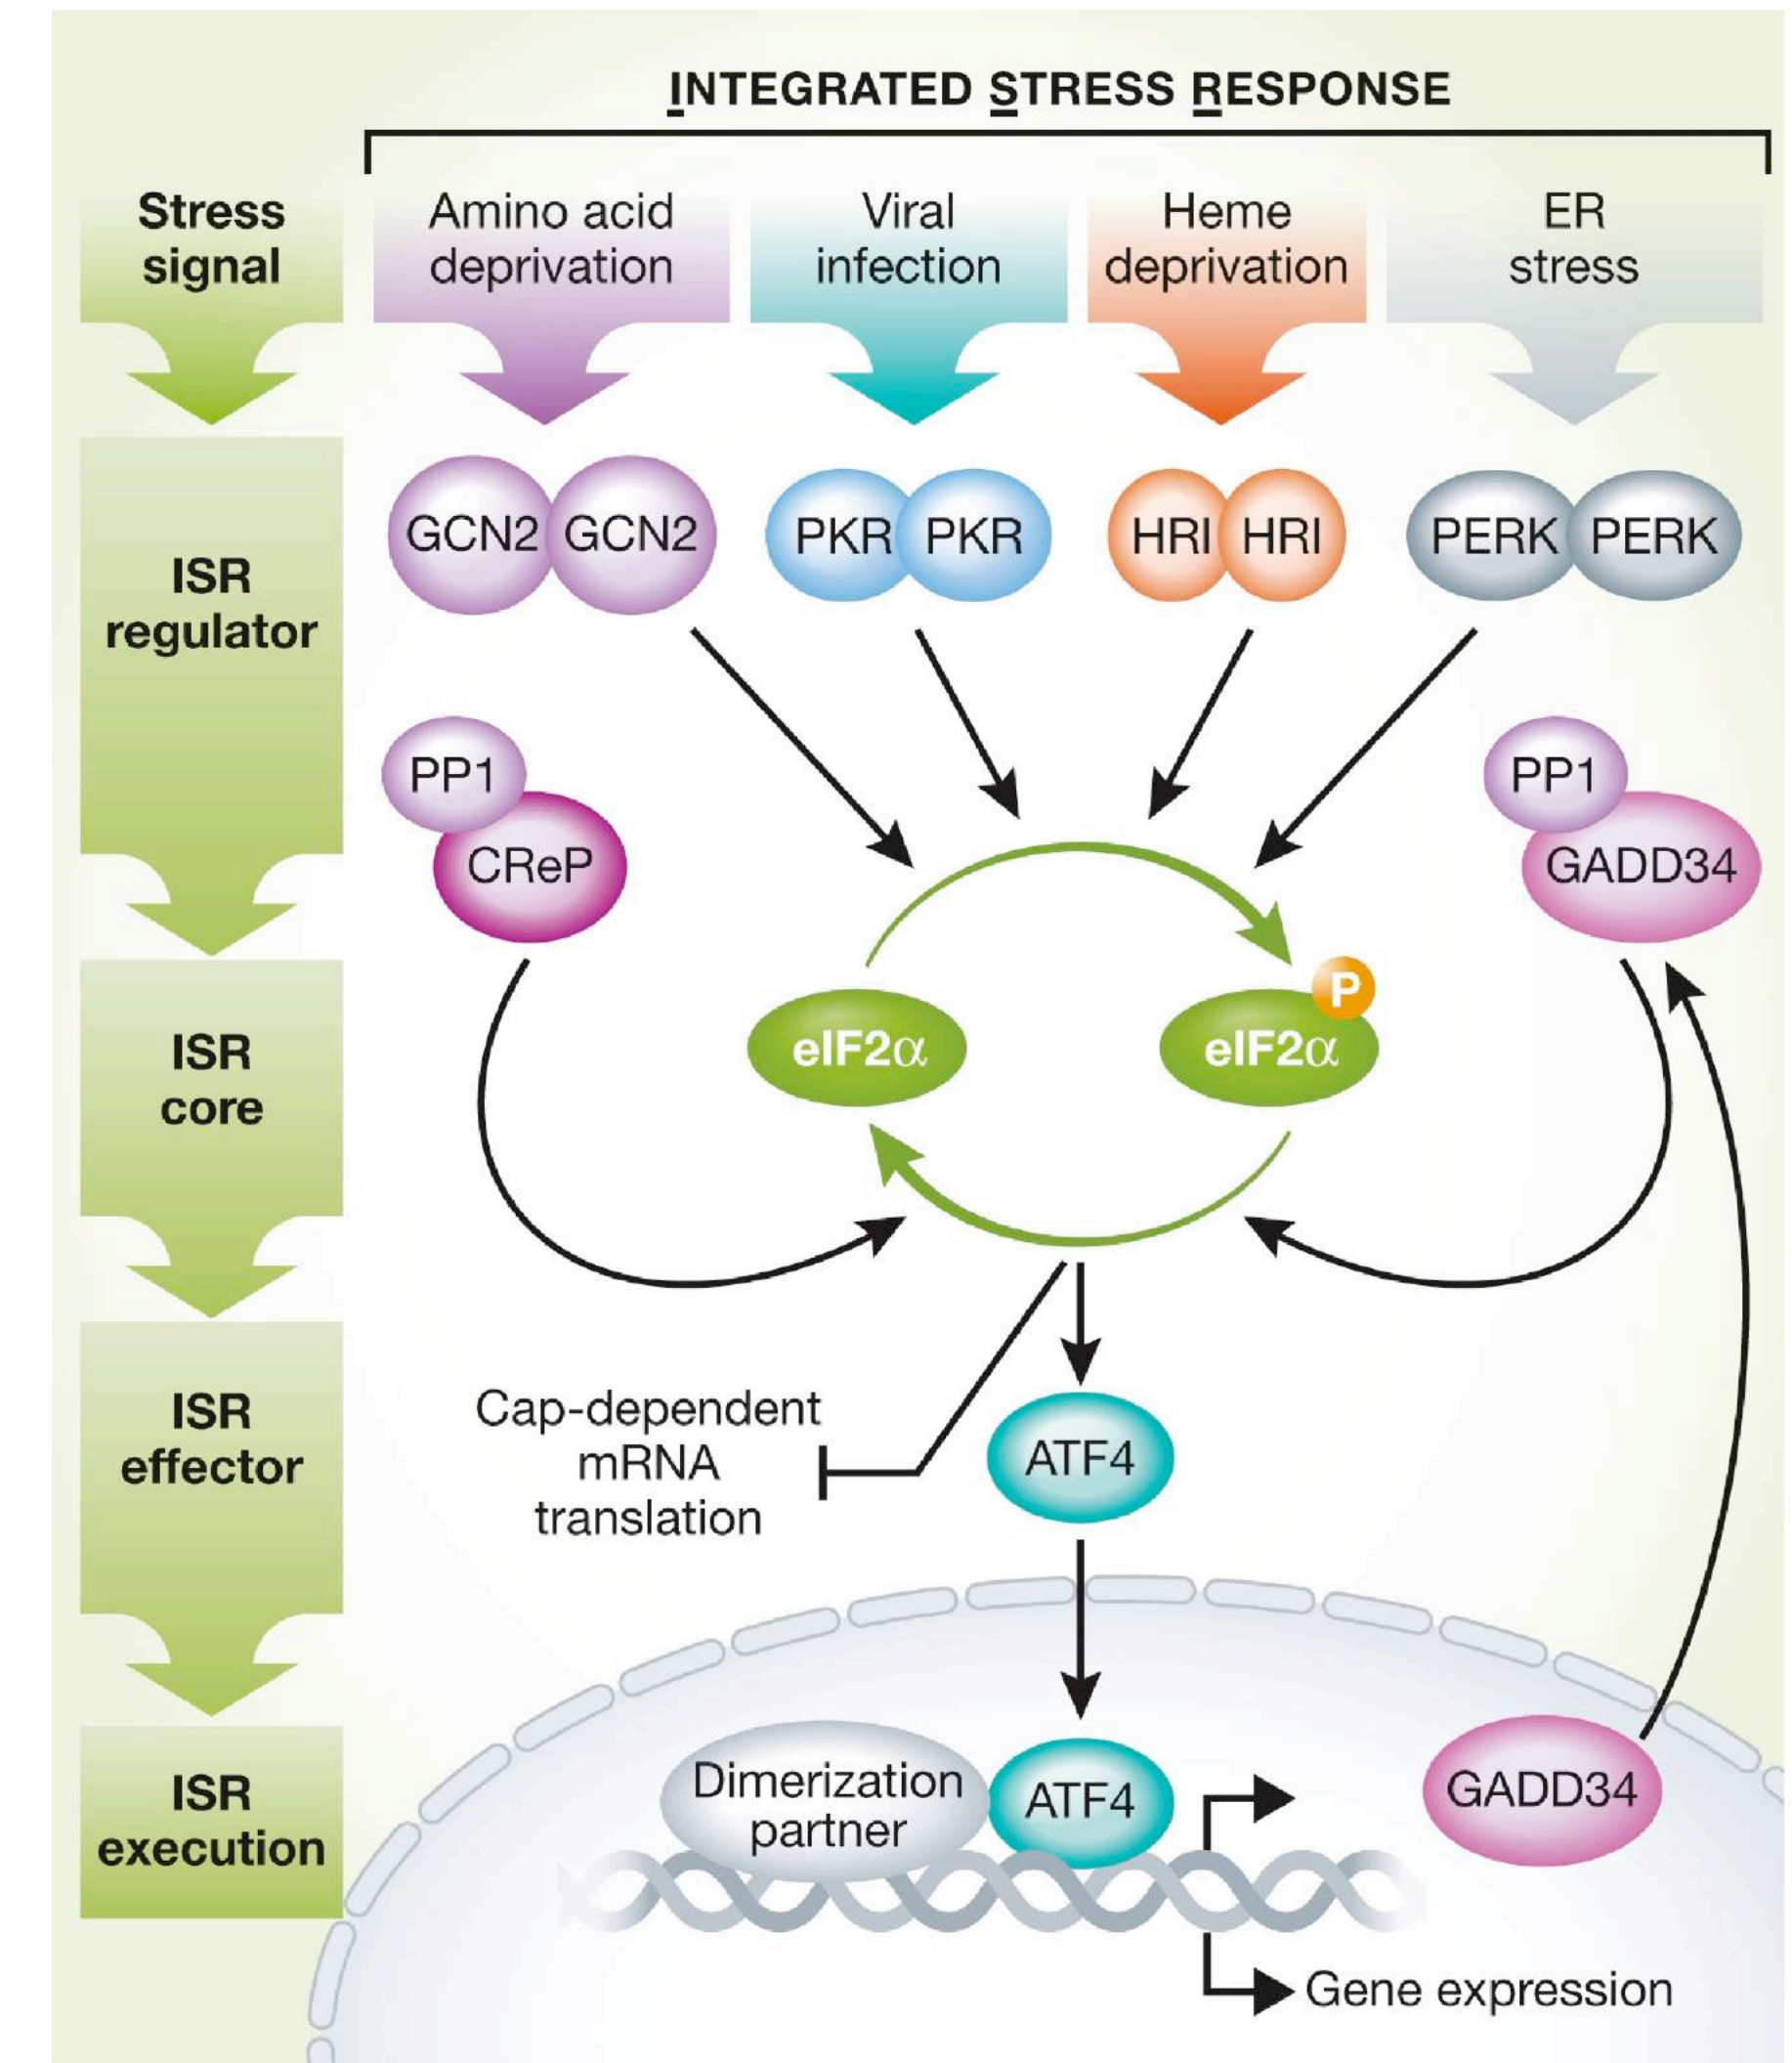 INTEGRATED STRESS RESPONSE
Stress
signal
Amino acid
deprivation
Viral
infection
Heme
deprivation
ER
stress
ISR
regulator
GCN2 GCN2
PKR PKR
HRI HRI
PERK PERK
PP1
CReP
PP1
GADD34
ISR
core
eIF2α
eIF2α
P
ISR
effector
Cap-dependent
mRNA
translation
ATF4
ISR
execution
Dimerization
partner
ATF4
GADD34
Gene expression